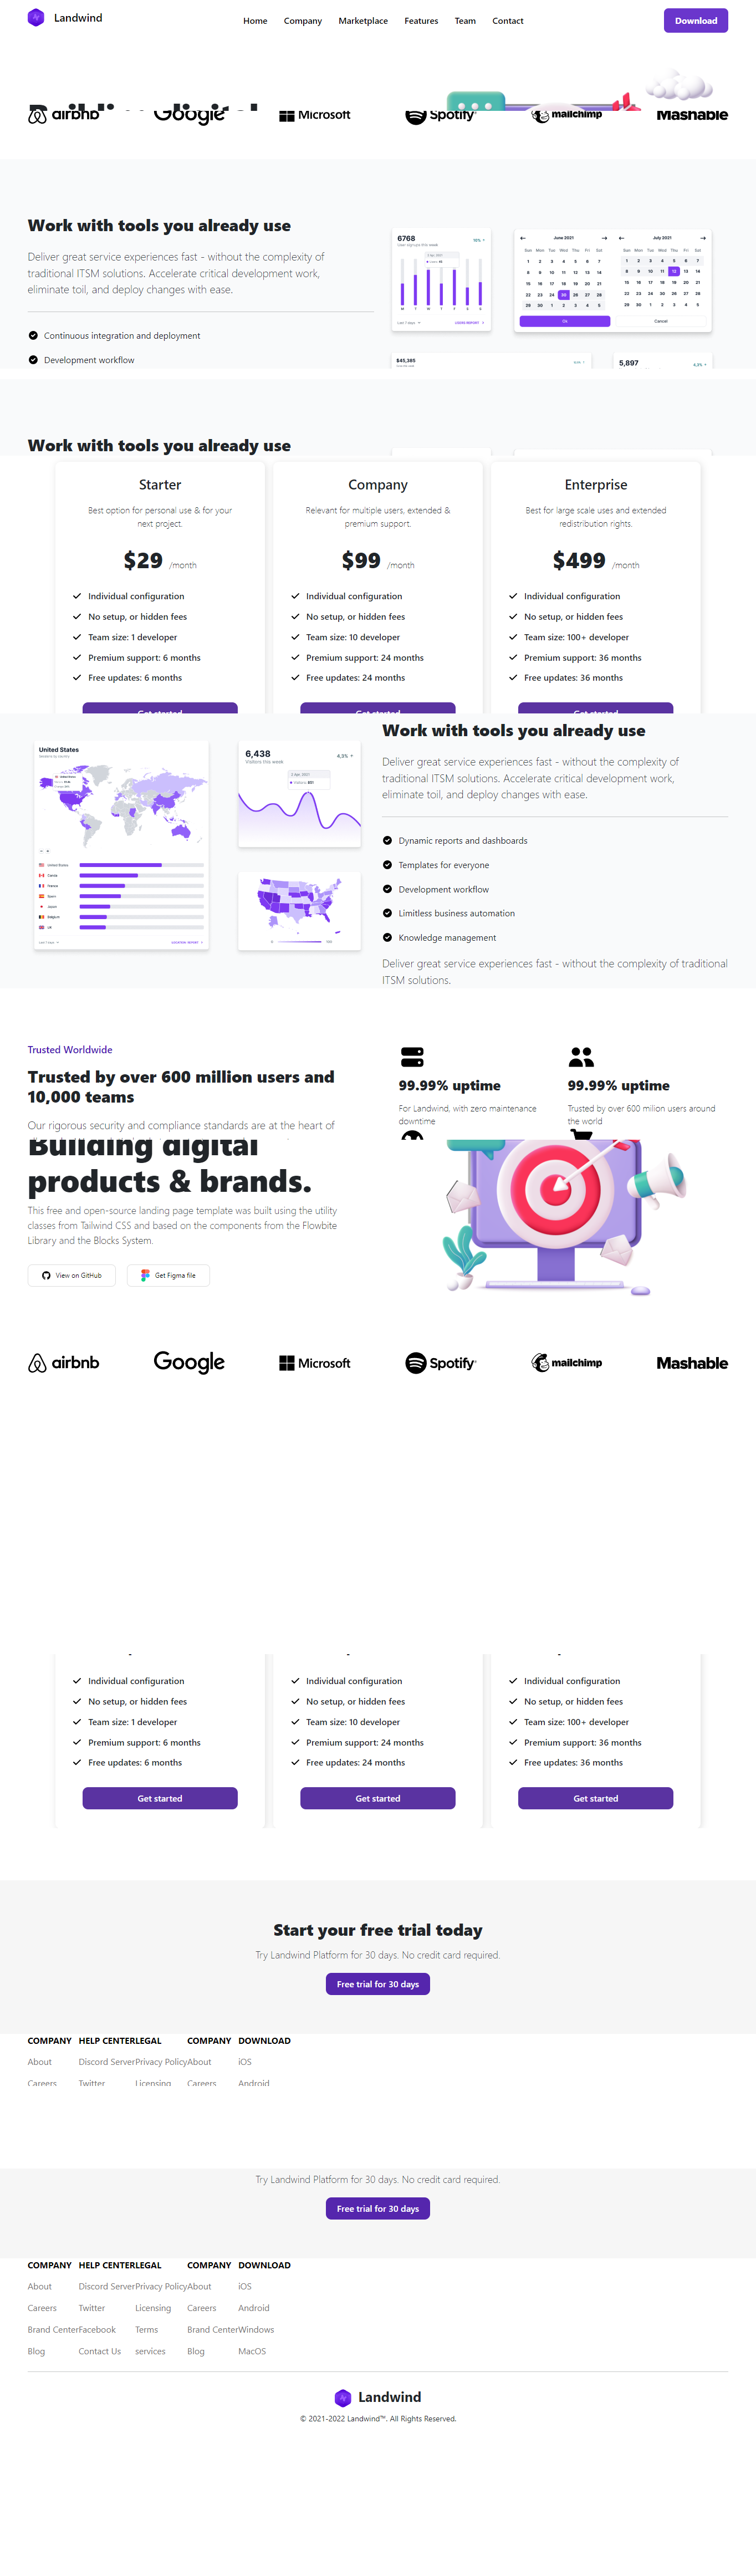 Landwind
Home Company Marketplace Features Team Contact
Download
airbnb Google Microsoft Spotify mailchimp Mashable
Work with tools you already use
Deliver great service experiences fast - without the complexity of
traditional ITSM solutions. Accelerate critical development work,
eliminate toil, and deploy changes with ease.
Continuous integration and deployment
Development workflow
6768
10%
June 2021
July 2021
Ok
Cancel
$45,385
5,897
4,3%
Work with tools you already use
Starter
Best option for personal use & for your
next project.
$29 /month
Individual configuration
No setup, or hidden fees
Team size: 1 developer
Premium support: 6 months
Free updates: 6 months
Company
Relevant for multiple users, extended &
premium support.
$99 /month
Individual configuration
No setup, or hidden fees
Team size: 10 developer
Premium support: 24 months
Free updates: 24 months
Enterprise
Best for large scale uses and extended
redistribution rights.
$499 /month
Individual configuration
No setup, or hidden fees
Team size: 100+ developer
Premium support: 36 months
Free updates: 36 months
United States
6,438
Visitors this week
4,3%
Work with tools you already use
Deliver great service experiences fast - without the complexity of
traditional ITSM solutions. Accelerate critical development work,
eliminate toil, and deploy changes with ease.
Dynamic reports and dashboards
Templates for everyone
Development workflow
Limitless business automation
Knowledge management
Deliver great service experiences fast - without the complexity of traditional
ITSM solutions.
Trusted Worldwide
Trusted by over 600 million users and
10,000 teams
Our rigorous security and compliance standards are at the heart of
99.99% uptime
For Landwind, with zero maintenance
downtime
99.99% uptime
Trusted by over 600 milion users around
the world
Building digital
products & brands.
This free and open-source landing page template was built using the utility
classes from Tailwind CSS and based on the components from the Flowbite
Library and the Blocks System.
View on GitHub
Get Figma file
airbnb Google Microsoft Spotify mailchimp Mashable
Individual configuration
No setup, or hidden fees
Team size: 1 developer
Premium support: 6 months
Free updates: 6 months
Get started
Individual configuration
No setup, or hidden fees
Team size: 10 developer
Premium support: 24 months
Free updates: 24 months
Get started
Individual configuration
No setup, or hidden fees
Team size: 100+ developer
Premium support: 36 months
Free updates: 36 months
Get started
Start your free trial today
Try Landwind Platform for 30 days. No credit card required.
Free trial for 30 days
COMPANY HELP CENTER LEGAL COMPANY DOWNLOAD
About Discord Server Privacy Policy About iOS
Careers Twitter Licensing Careers Android
Try Landwind Platform for 30 days. No credit card required.
Free trial for 30 days
COMPANY HELP CENTER LEGAL COMPANY DOWNLOAD
About Discord Server Privacy Policy About iOS
Careers Twitter Licensing Careers Android
Brand Center Facebook Terms Brand Center Windows
Blog Contact Us services Blog MacOS
Landwind
© 2021-2022 Landwind™. All Rights Reserved.